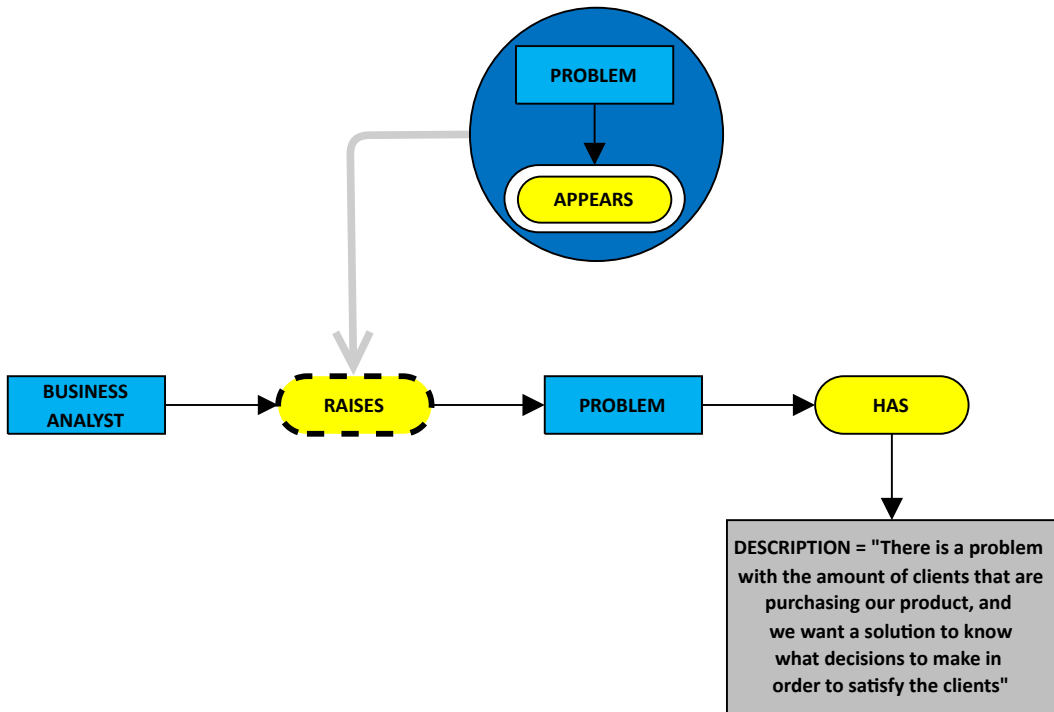 PROBLEM
APPEARS
BUSINESS
ANALYST
RAISES
PROBLEM
HAS
DESCRIPTION = "There is a problem
with the amount of clients that are
purchasing our product, and
we want a solution to know
what decisions to make in
order to satisfy the clients"